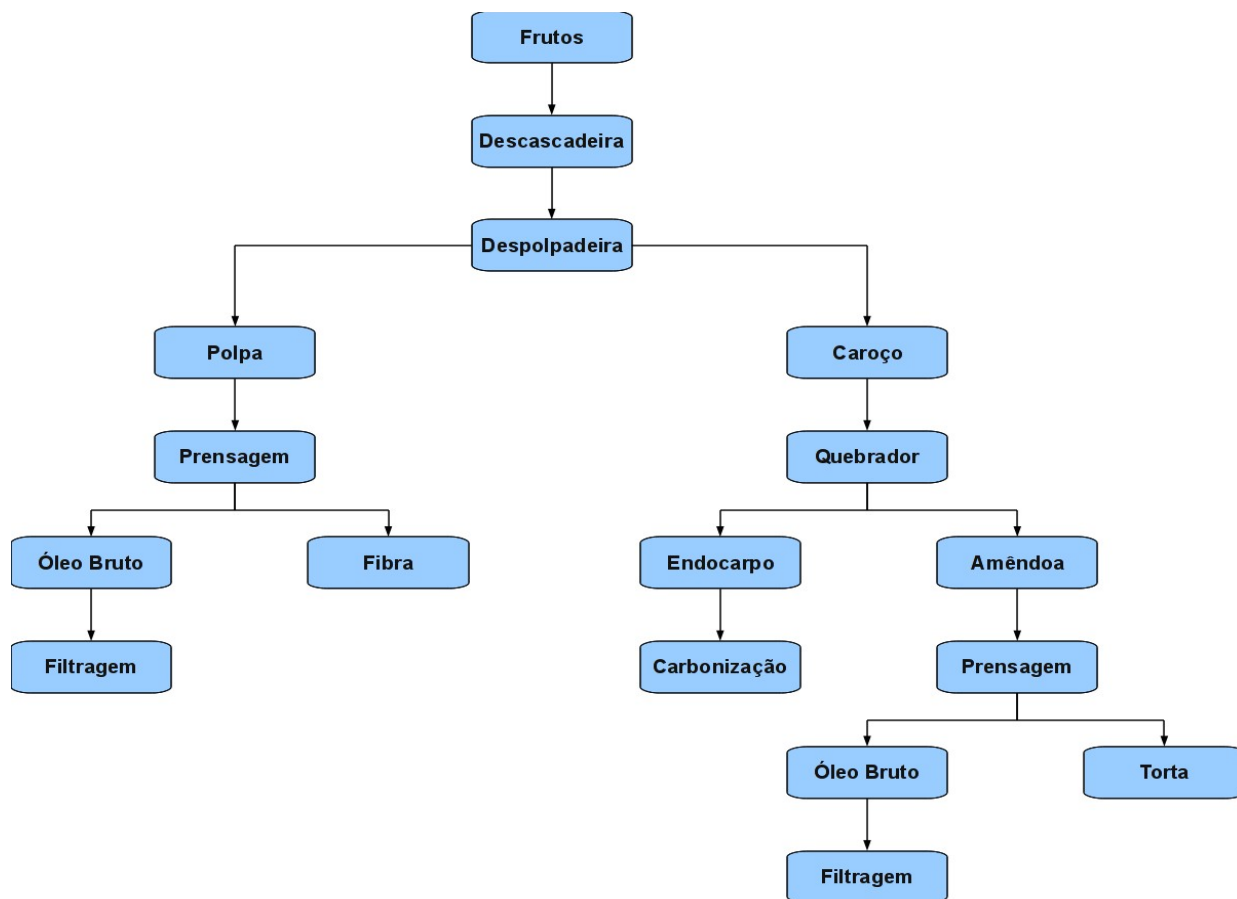 Frutos
Descascadeira
Despolpadeira
Polpa
Caroço
Prensagem
Quebrador
Óleo Bruto
Fibra
Endocarpo
Amêndoa
Filtragem
Carbonização
Prensagem
Óleo Bruto
Torta
Filtragem